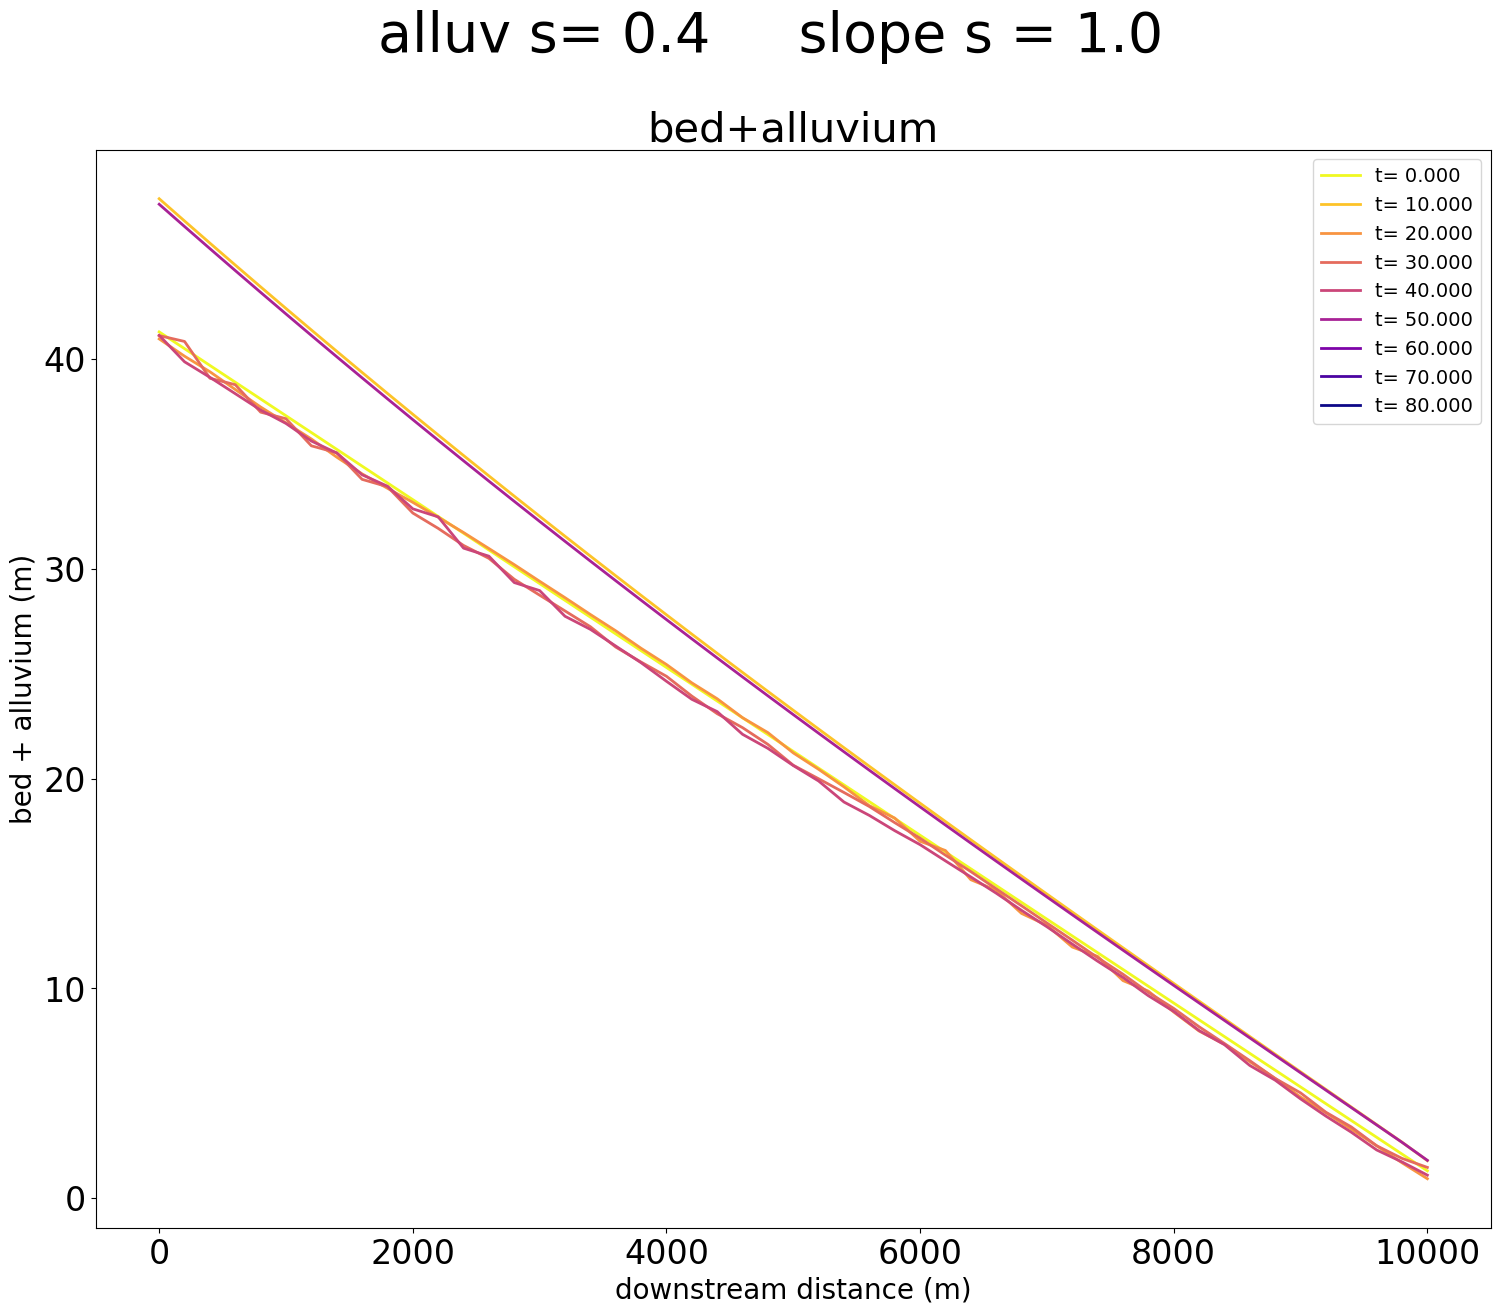 alluv s= 0.4     slope s = 1.0
bed+alluvium
t= 0.000
t= 10.000
t= 20.000
t= 30.000
t= 40.000
t= 50.000
t= 60.000
t= 70.000
t= 80.000
bed + alluvium (m)
40
30
20
10
0
0 2000 4000 6000 8000 10000
downstream distance (m)